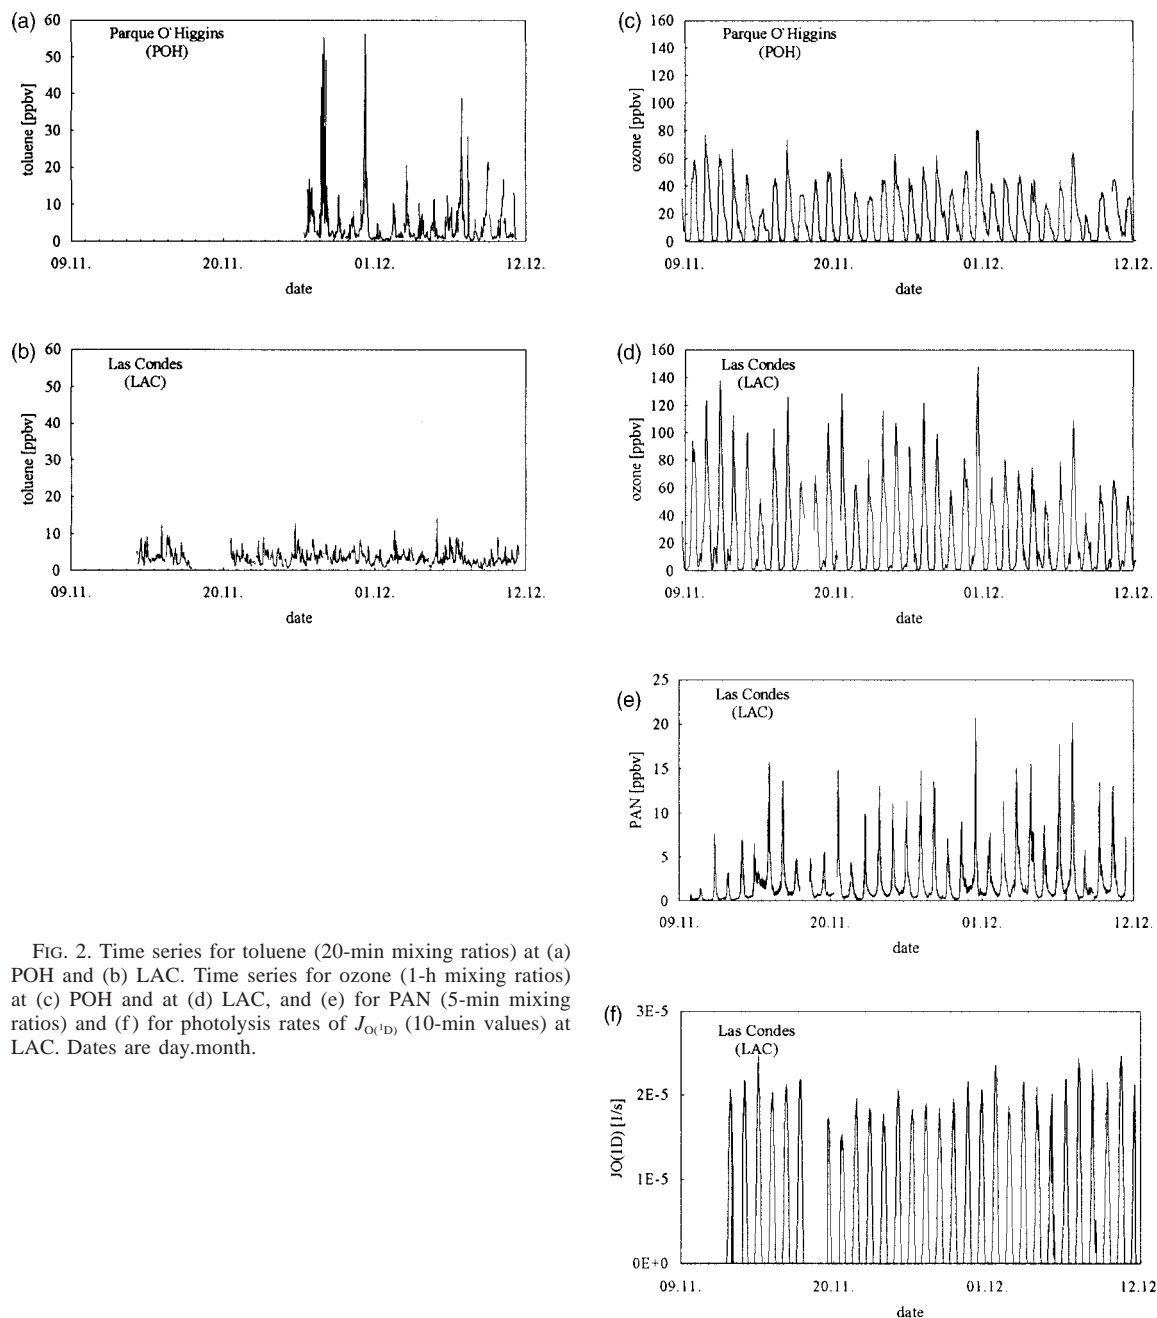 (a)
Parque O`Higgins
(POH)
toluene [ppbv]
60
50
40
30
20
10
0
09.11.
20.11.
01.12.
12.12.
date
(b)
Las Condes
(LAC)
toluene [ppbv]
60
50
40
30
20
10
0
09.11.
20.11.
01.12.
12.12.
date
(c)
Parque O`Higgins
(POH)
ozone [ppbv]
160
140
120
100
80
60
40
20
0
09.11.
20.11.
01.12.
12.12.
date
(d)
Las Condes
(LAC)
ozone [ppbv]
160
140
120
100
80
60
40
20
0
09.11.
20.11.
01.12.
12.12.
date
(e)
Las Condes
(LAC)
PAN [ppbv]
25
20
15
10
5
0
09.11.
20.11.
01.12.
12.12.
date
(f)
Las Condes
(LAC)
JO(1D) [1/s]
3E-5
2E-5
1E-5
0E+0
09.11.
20.11.
01.12.
12.12
date
FIG. 2. Time series for toluene (20-min mixing ratios) at (a)
POH and (b) LAC. Time series for ozone (1-h mixing ratios)
at (c) POH and at (d) LAC, and (e) for PAN (5-min mixing
ratios) and (f) for photolysis rates of J_O(¹D) (10-min values) at
LAC. Dates are day.month.